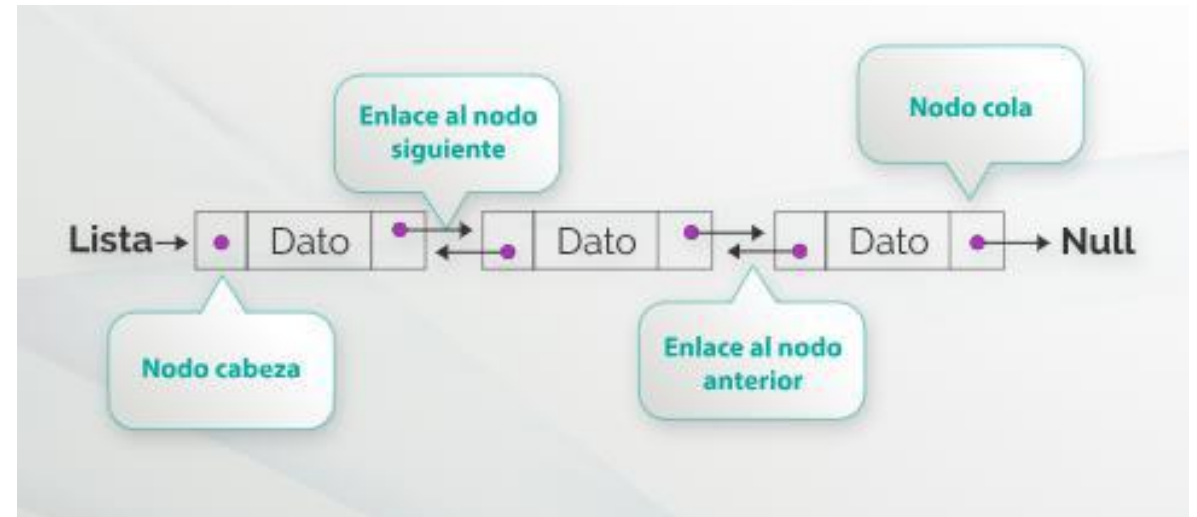 Enlace al nodo
siguiente
Nodo cola
Lista
Dato
Dato
Dato
Null
Nodo cabeza
Enlace al nodo
anterior